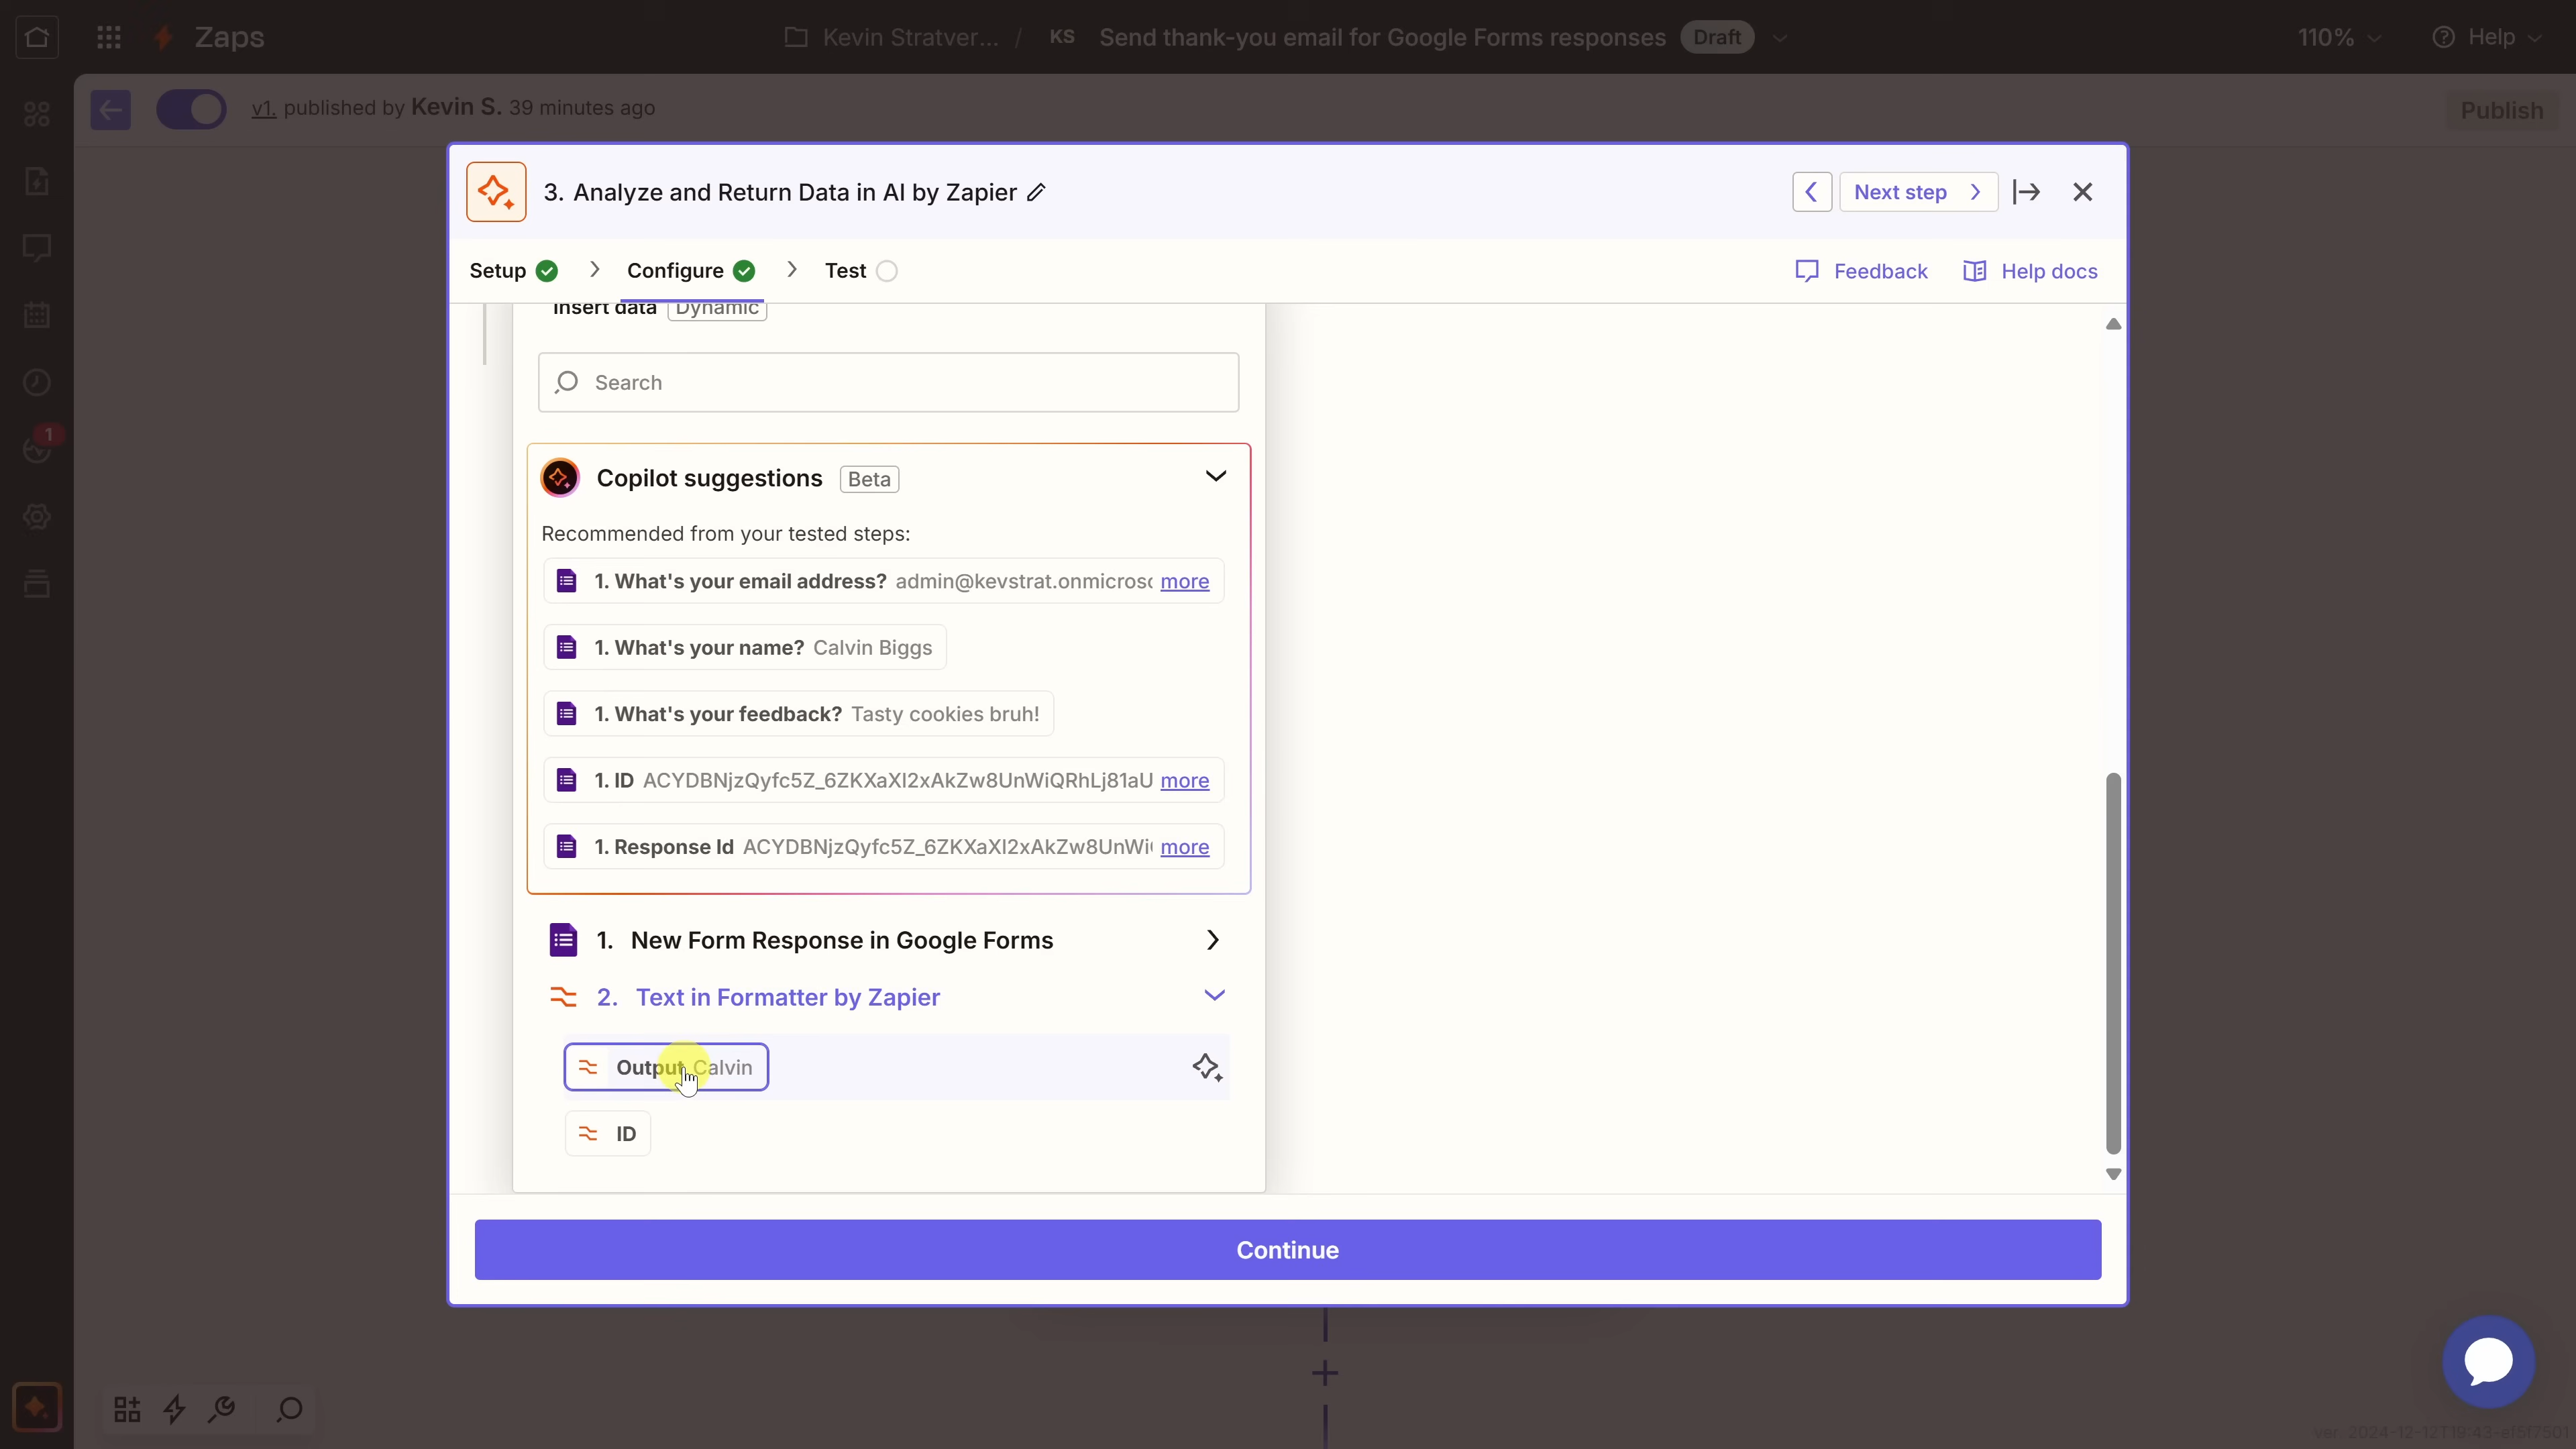 Zaps
Kevin Stratver... / KS Send thank-you email for Google Forms responses Draft
110%
Help
v1. published by Kevin S. 39 minutes ago
Publish
3. Analyze and Return Data in AI by Zapier
Next step
Setup
Configure
Test
Feedback
Help docs
Insert data Dynamic
Search
Copilot suggestions Beta
Recommended from your tested steps:
1. What's your email address? admin@kevstrat.onmicrosc more
1. What's your name? Calvin Biggs
1. What's your feedback? Tasty cookies bruh!
1. ID ACYDBNjzQyfc5Z_6ZKXaXI2xAkZw8UnWiQRhLj81aU more
1. Response Id ACYDBNjzQyfc5Z_6ZKXaXI2xAkZw8UnWi more
1. New Form Response in Google Forms
2. Text in Formatter by Zapier
Output Calvin
ID
Continue
1